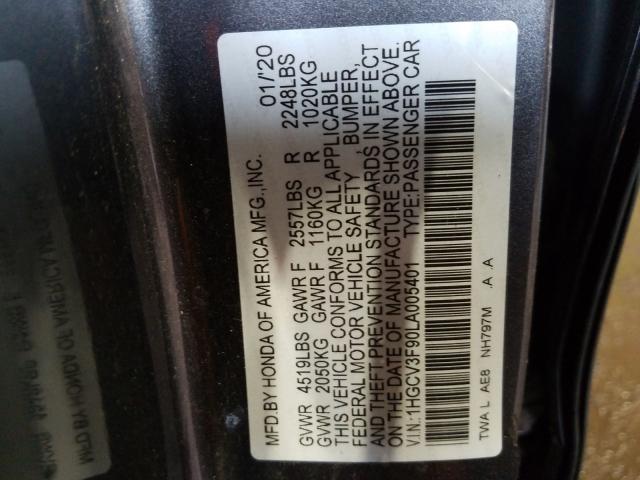 MFD.BY HONDA OF AMERICA MFG.,INC. 01/'20
GVWR 4519LBS GAWR F 2557LBS R 2248LBS
GVWR 2050KG GAWR F 1160KG R 1020KG
THIS VEHICLE CONFORMS TO ALL APPLICABLE
FEDERAL MOTOR VEHICLE SAFETY, BUMPER,
AND THEFT PREVENTION STANDARDS IN EFFECT
ON THE DATE OF MANUFACTURE SHOWN ABOVE.
V.I.N.:1HGCV3F90LA005401 TYPE:PASSENGER CAR
TWA L AE8 NH797M .A .A